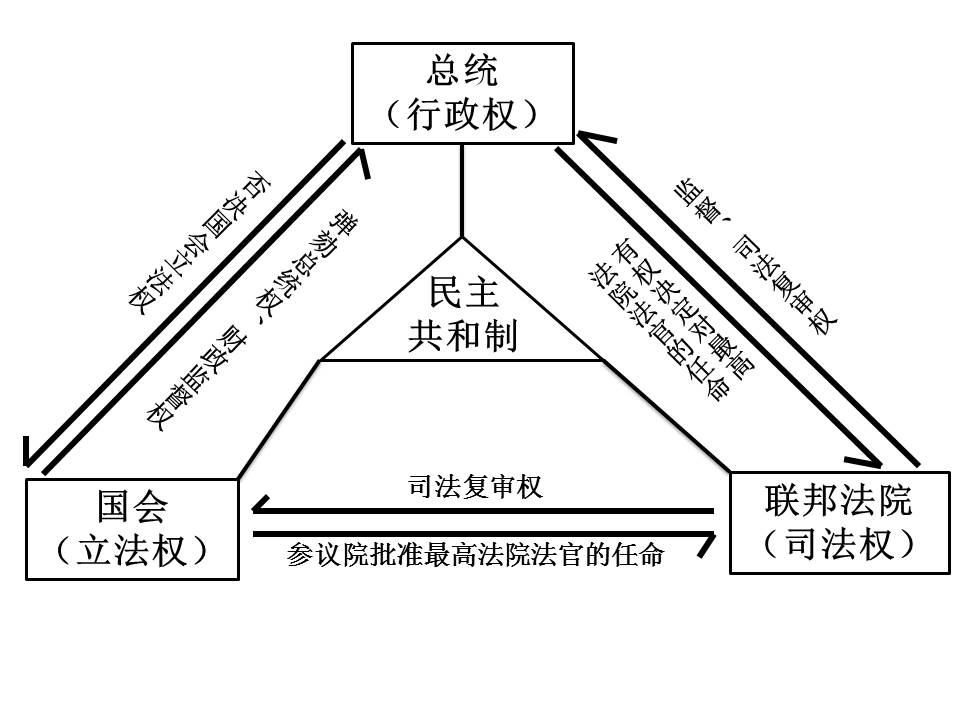 总统
（行政权）
否决国会立法权
弹劾总统权、财政监督权
有权决定对最高
法院法官的任命
监督、司法复审权
民主
共和制
国会
（立法权）
司法复审权
参议院批准最高法院法官的任命
联邦法院
（司法权）